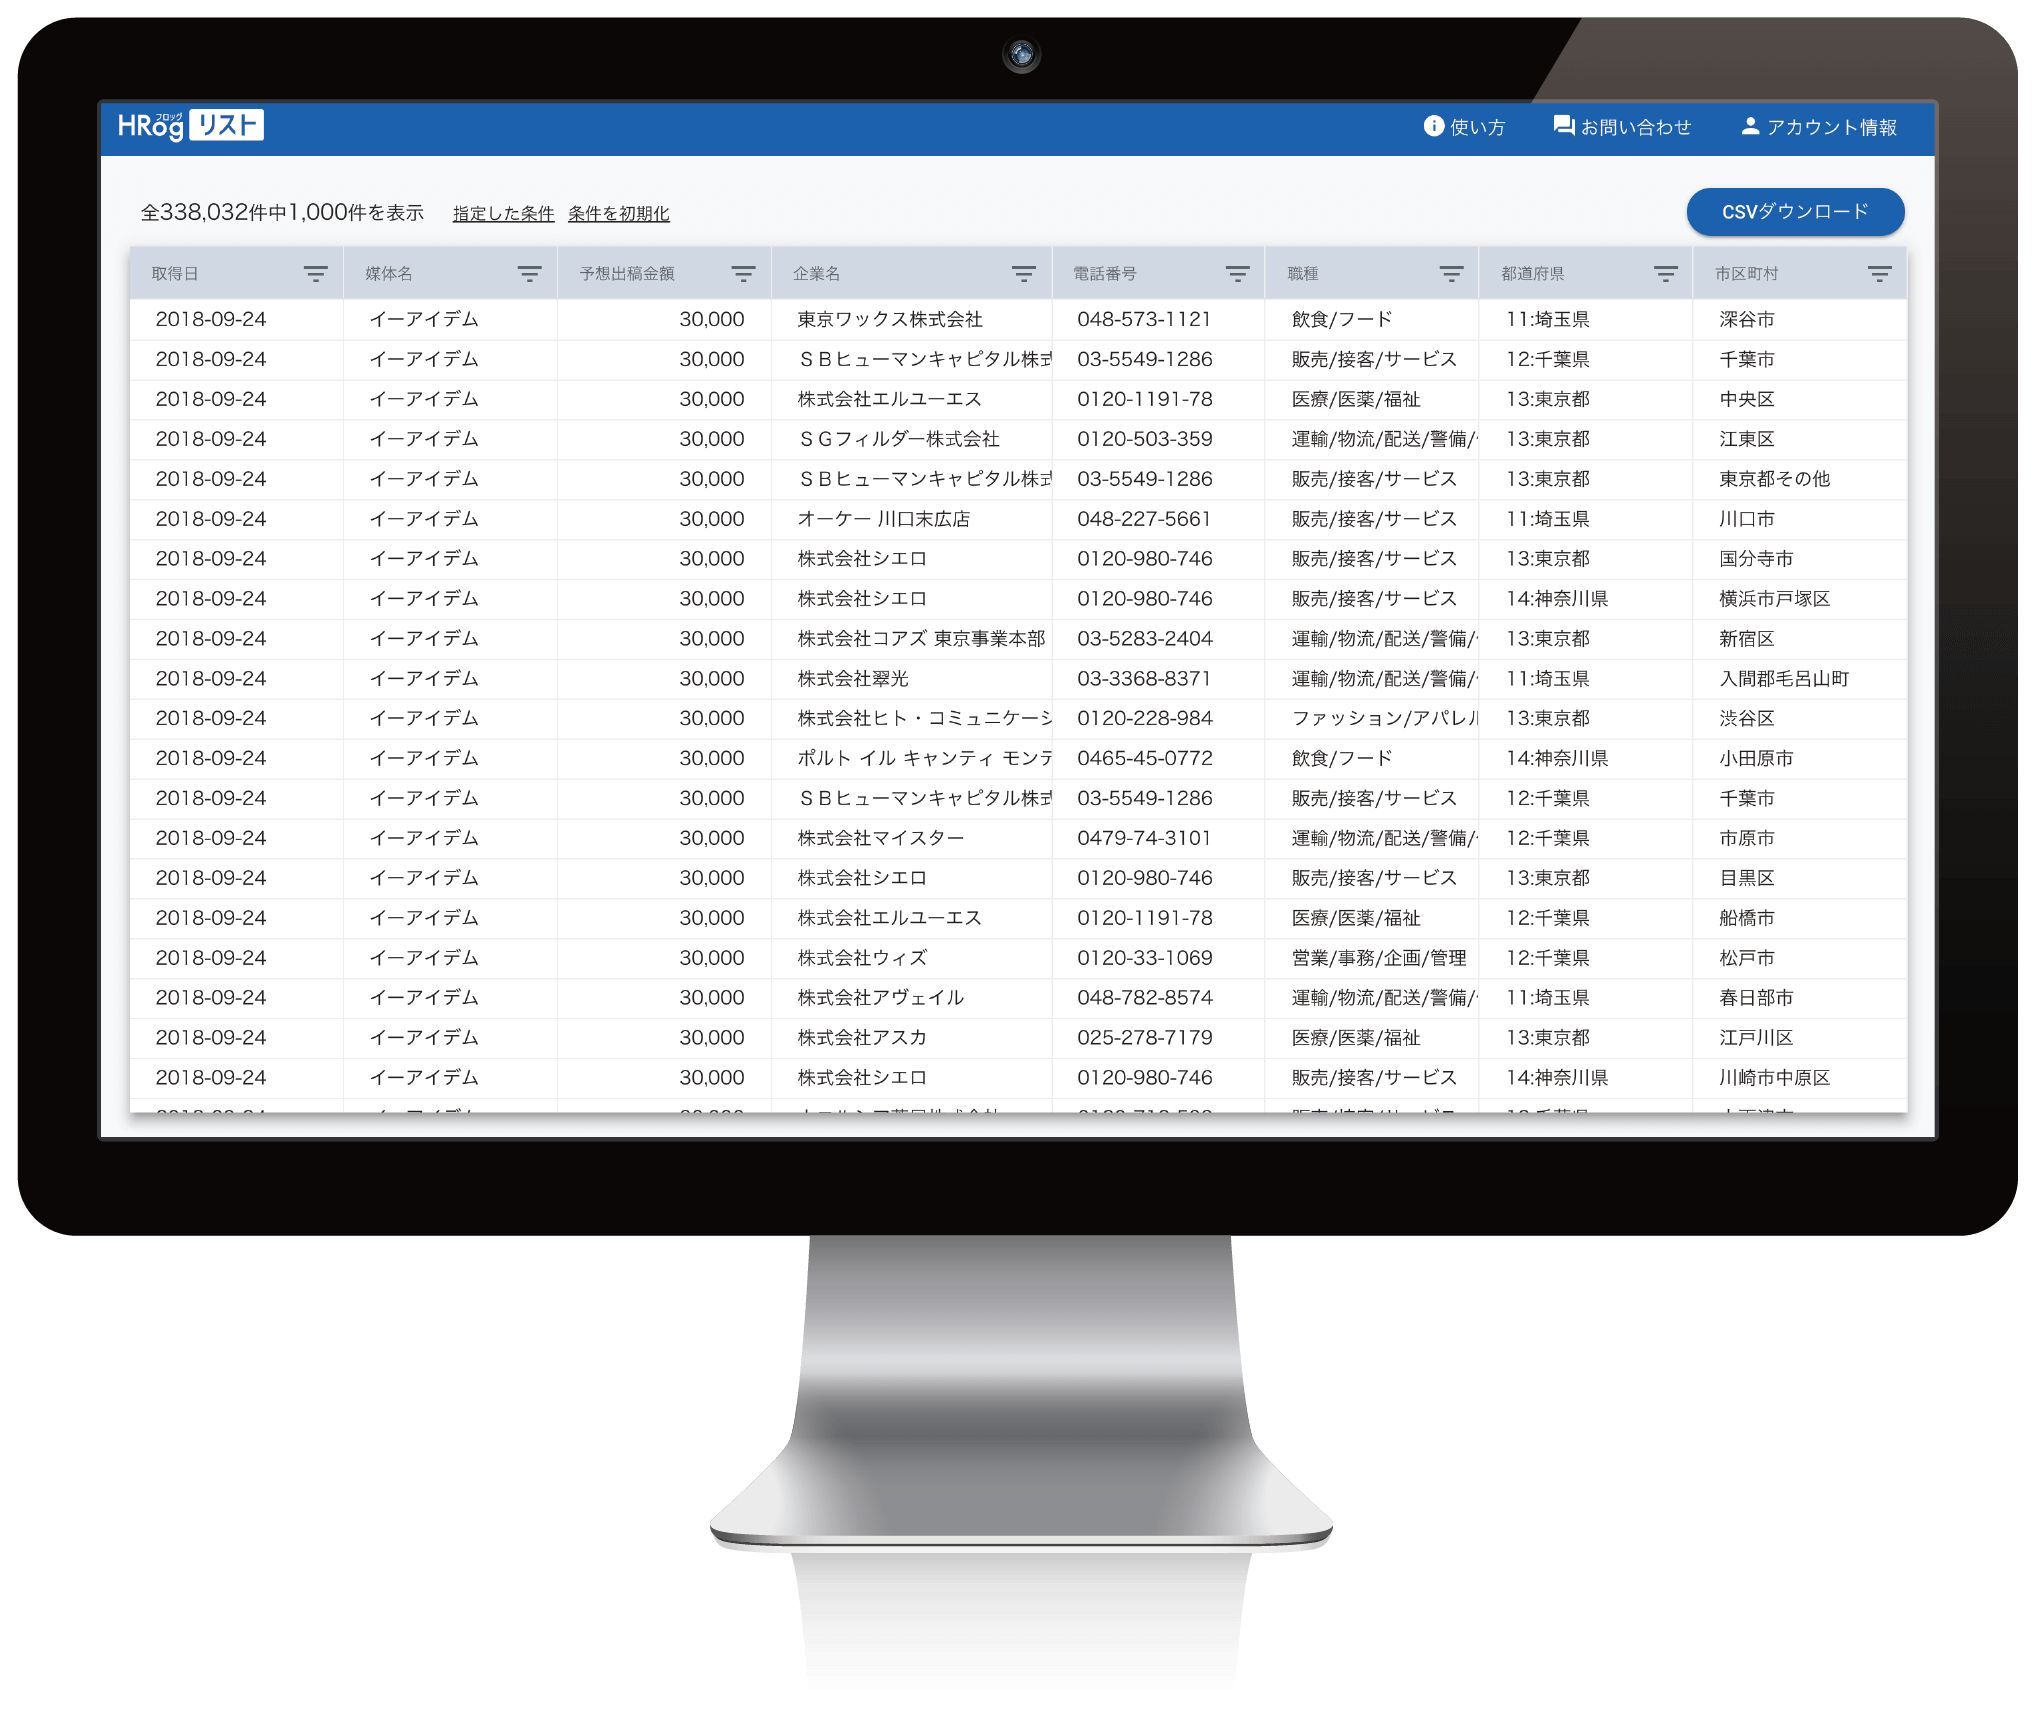 HRog フロッグ リスト 使い方 お問い合わせ アカウント情報
全338,032件中1,000件を表示 指定した条件 条件を初期化 CSVダウンロード
取得日 媒体名 予想出稿金額 企業名 電話番号 職種 都道府県 市区町村
2018-09-24 イーアイデム 30,000 東京ワックス株式会社 048-573-1121 飲食/フード 11:埼玉県 深谷市
2018-09-24 イーアイデム 30,000 ＳＢヒューマンキャピタル株式 03-5549-1286 販売/接客/サービス 12:千葉県 千葉市
2018-09-24 イーアイデム 30,000 株式会社エルユーエス 0120-1191-78 医療/医薬/福祉 13:東京都 中央区
2018-09-24 イーアイデム 30,000 ＳＧフィルダー株式会社 0120-503-359 運輸/物流/配送/警備/ 13:東京都 江東区
2018-09-24 イーアイデム 30,000 ＳＢヒューマンキャピタル株式 03-5549-1286 販売/接客/サービス 13:東京都 東京都その他
2018-09-24 イーアイデム 30,000 オーケー 川口末広店 048-227-5661 販売/接客/サービス 11:埼玉県 川口市
2018-09-24 イーアイデム 30,000 株式会社シエロ 0120-980-746 販売/接客/サービス 13:東京都 国分寺市
2018-09-24 イーアイデム 30,000 株式会社シエロ 0120-980-746 販売/接客/サービス 14:神奈川県 横浜市戸塚区
2018-09-24 イーアイデム 30,000 株式会社コアズ 東京事業本部 03-5283-2404 運輸/物流/配送/警備/ 13:東京都 新宿区
2018-09-24 イーアイデム 30,000 株式会社翠光 03-3368-8371 運輸/物流/配送/警備/ 11:埼玉県 入間郡毛呂山町
2018-09-24 イーアイデム 30,000 株式会社ヒト・コミュニケーシ 0120-228-984 ファッション/アパレル 13:東京都 渋谷区
2018-09-24 イーアイデム 30,000 ポルト イル キャンティ モンテ 0465-45-0772 飲食/フード 14:神奈川県 小田原市
2018-09-24 イーアイデム 30,000 ＳＢヒューマンキャピタル株式 03-5549-1286 販売/接客/サービス 12:千葉県 千葉市
2018-09-24 イーアイデム 30,000 株式会社マイスター 0479-74-3101 運輸/物流/配送/警備/ 12:千葉県 市原市
2018-09-24 イーアイデム 30,000 株式会社シエロ 0120-980-746 販売/接客/サービス 13:東京都 目黒区
2018-09-24 イーアイデム 30,000 株式会社エルユーエス 0120-1191-78 医療/医薬/福祉 12:千葉県 船橋市
2018-09-24 イーアイデム 30,000 株式会社ウィズ 0120-33-1069 営業/事務/企画/管理 12:千葉県 松戸市
2018-09-24 イーアイデム 30,000 株式会社アヴェイル 048-782-8574 運輸/物流/配送/警備/ 11:埼玉県 春日部市
2018-09-24 イーアイデム 30,000 株式会社アスカ 025-278-7179 医療/医薬/福祉 13:東京都 江戸川区
2018-09-24 イーアイデム 30,000 株式会社シエロ 0120-980-746 販売/接客/サービス 14:神奈川県 川崎市中原区